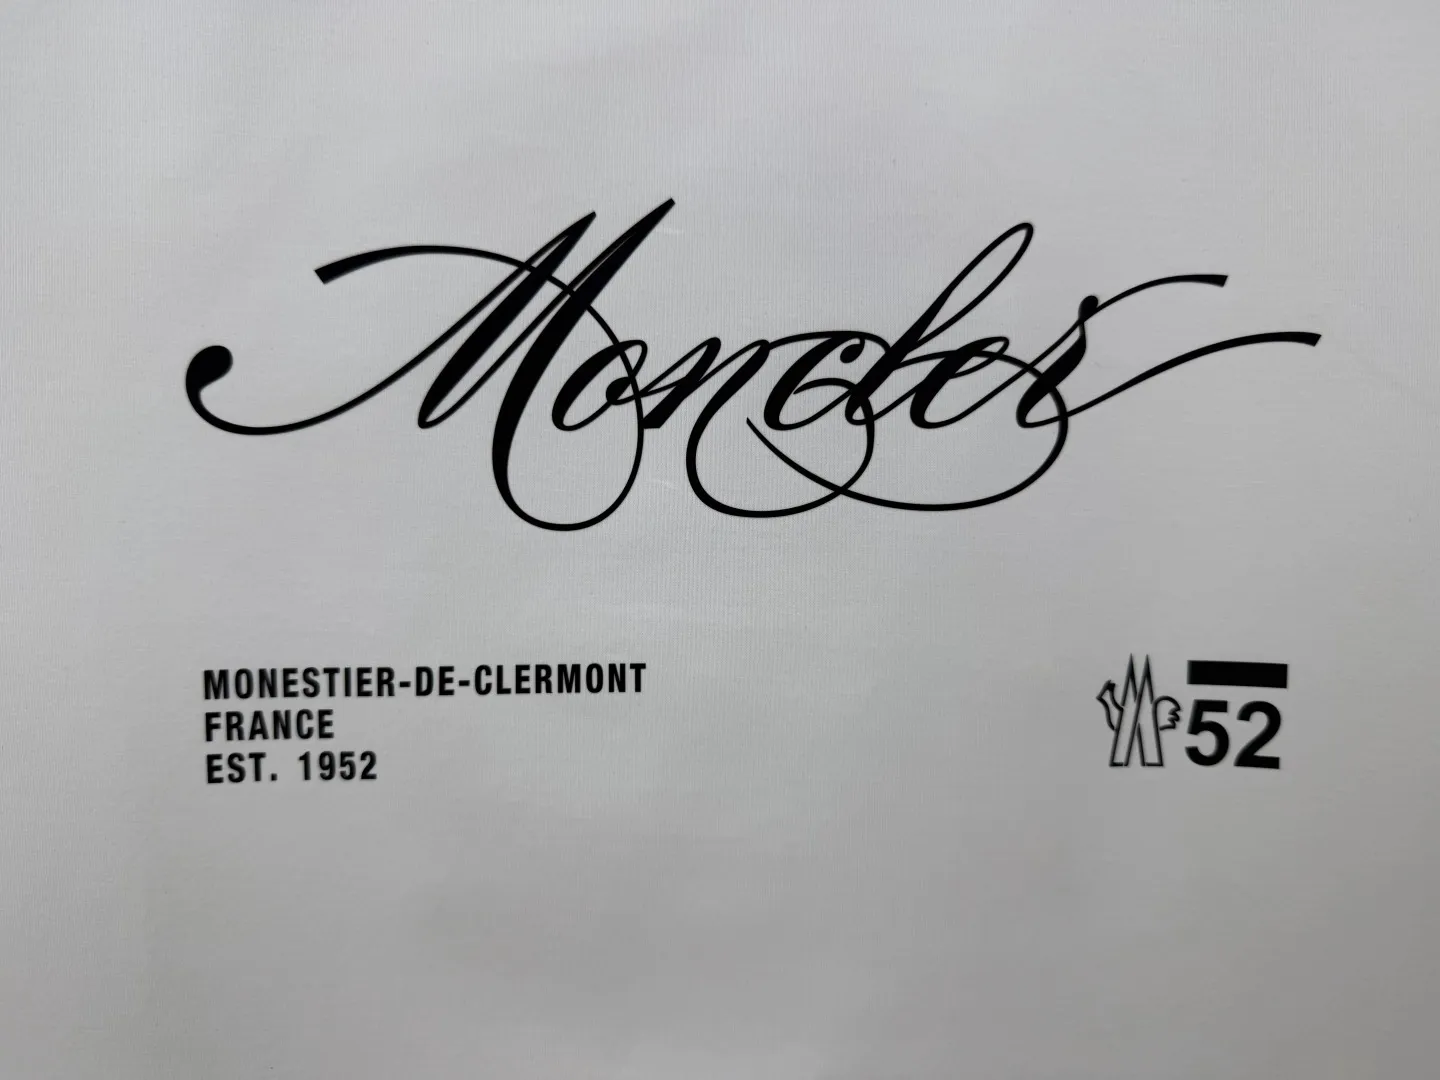 Moncler
MONESTIER-DE-CLERMONT
FRANCE
EST. 1952
52